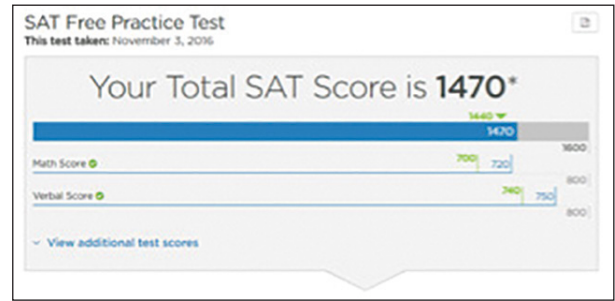 SAT Free Practice Test
This test taken: November 3, 2016
Your Total SAT Score is 1470*
1440
1470
1600
Math Score 700 720
800
Verbal Score 740 750
800
View additional test scores